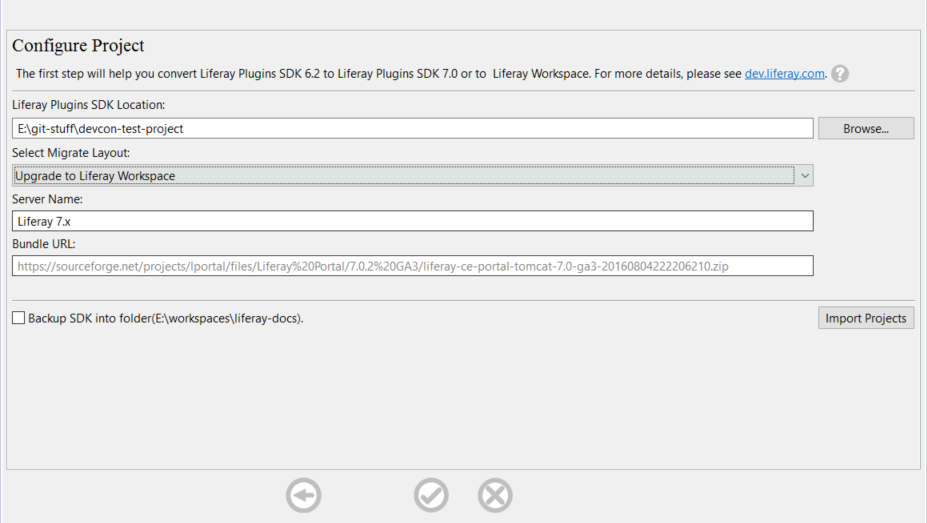 Configure Project
The first step will help you convert Liferay Plugins SDK 6.2 to Liferay Plugins SDK 7.0 or to  Liferay Workspace. For more details, please see dev.liferay.com. ?
Liferay Plugins SDK Location:
E:\git-stuff\devcon-test-project
Browse...
Select Migrate Layout:
Upgrade to Liferay Workspace
Server Name:
Liferay 7.x
Bundle URL:
https://sourceforge.net/projects/lportal/files/Liferay%20Portal/7.0.2%20GA3/liferay-ce-portal-tomcat-7.0-ga3-20160804222206210.zip
Backup SDK into folder(E:\workspaces\liferay-docs).
Import Projects